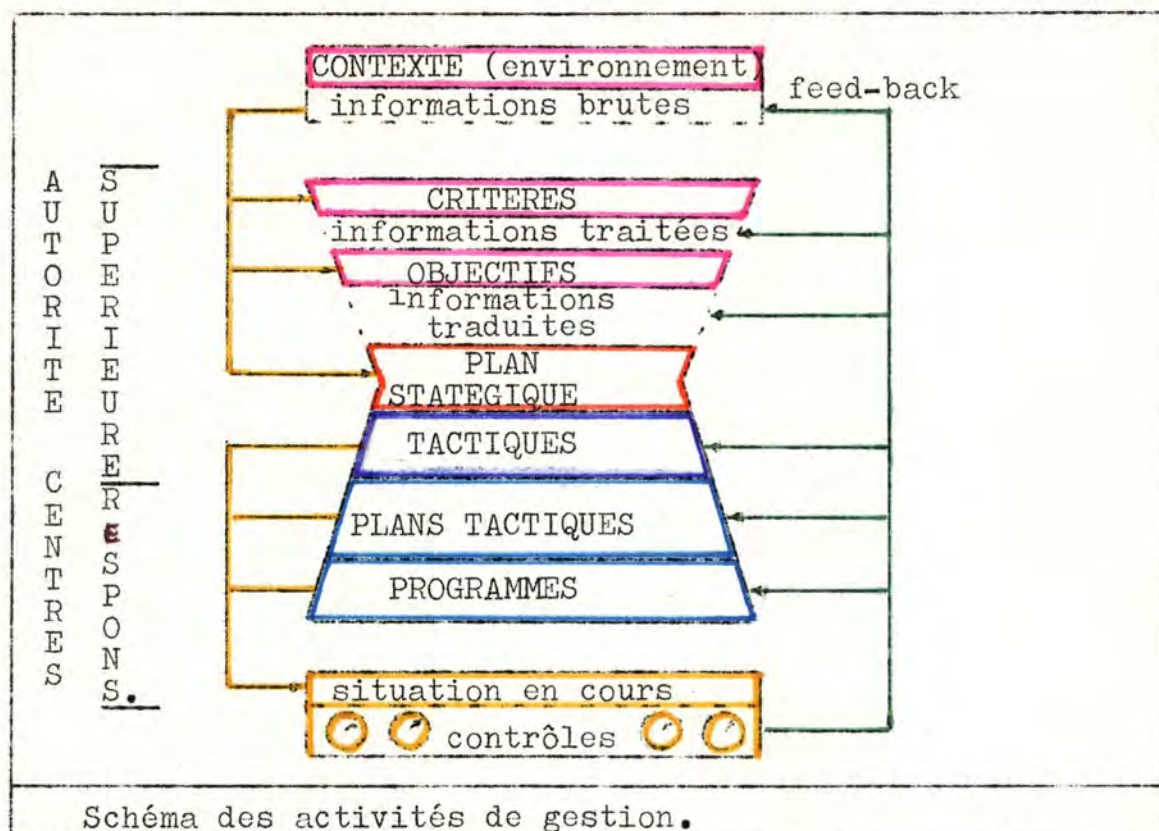 CONTEXTE (environnement)
informations brutes
feed-back
AUTORITE SUPERIEURE
CRITERES
informations traitées
OBJECTIFS
informations
traduites
PLAN
STATEGIQUE
TACTIQUES
CENTRES RESPONS.
PLANS TACTIQUES
PROGRAMMES
situation en cours
contrôles
Schéma des activités de gestion.